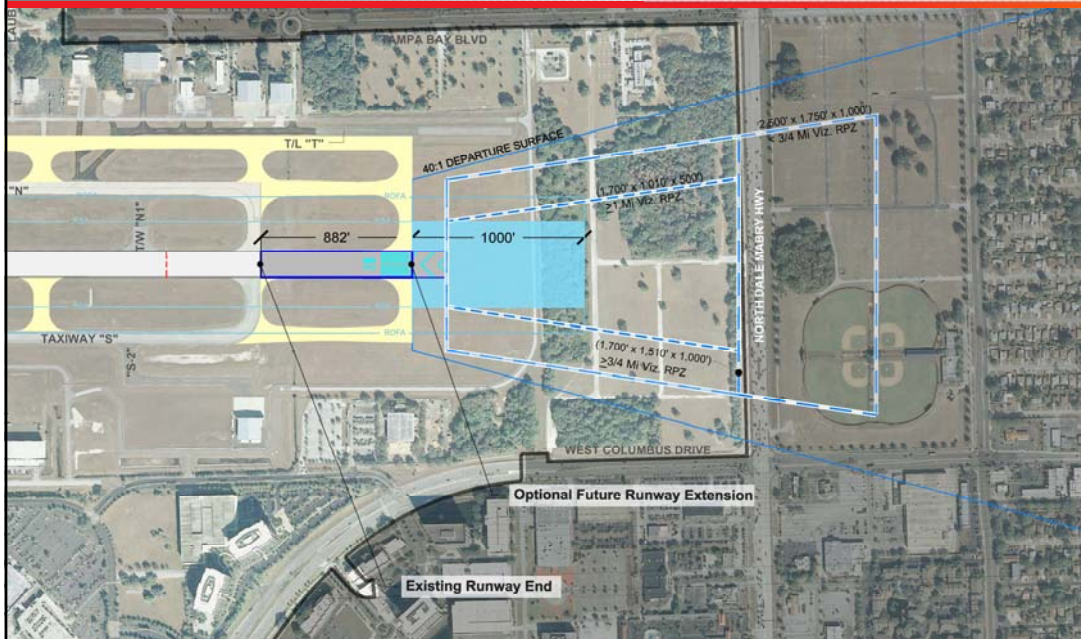 TAMPA BAY BLVD
T/L "T"
40:1 DEPARTURE SURFACE
(2,500' x 1,750' x 1,000')
< 3/4 Mi Viz. RPZ
"N"
ROFA
(1,700' x 1,010' x 500')
≥1 Mi Viz. RPZ
T/W "N1"
882'
1000'
NORTH DALE MABRY HWY
TAXIWAY "S"
ROFA
(1,700' x 1,510' x 1,000')
≥3/4 Mi Viz. RPZ
"S-2"
WEST COLUMBUS DRIVE
Optional Future Runway Extension
Existing Runway End